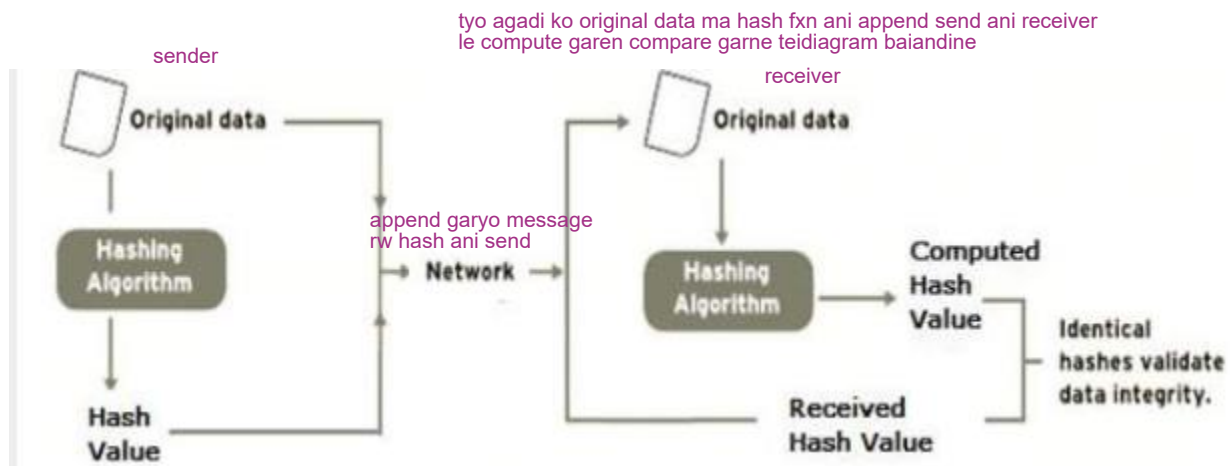 tyo agadi ko original data ma hash fxn ani append send ani receiver
le compute garen compare garne teidiagram baiandine
sender
receiver
Original data
Original data
append garyo message
rw hash ani send
Hashing
Algorithm
Network
Hashing
Algorithm
Computed
Hash
Value
Identical
hashes validate
data integrity.
Hash
Value
Received
Hash Value